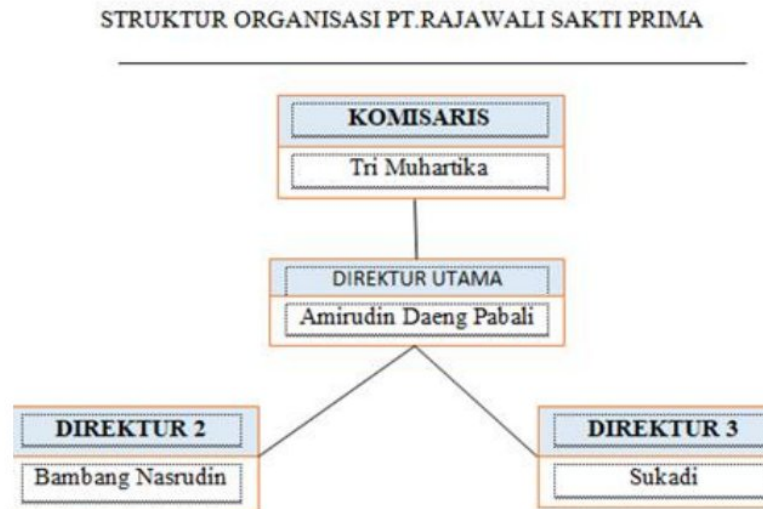 STRUKTUR ORGANISASI PT.RAJAWALI SAKTI PRIMA
KOMISARIS
Tri Muhartika
DIREKTUR UTAMA
Amirudin Daeng Pabali
DIREKTUR 2
Bambang Nasrudin
DIREKTUR 3
Sukadi